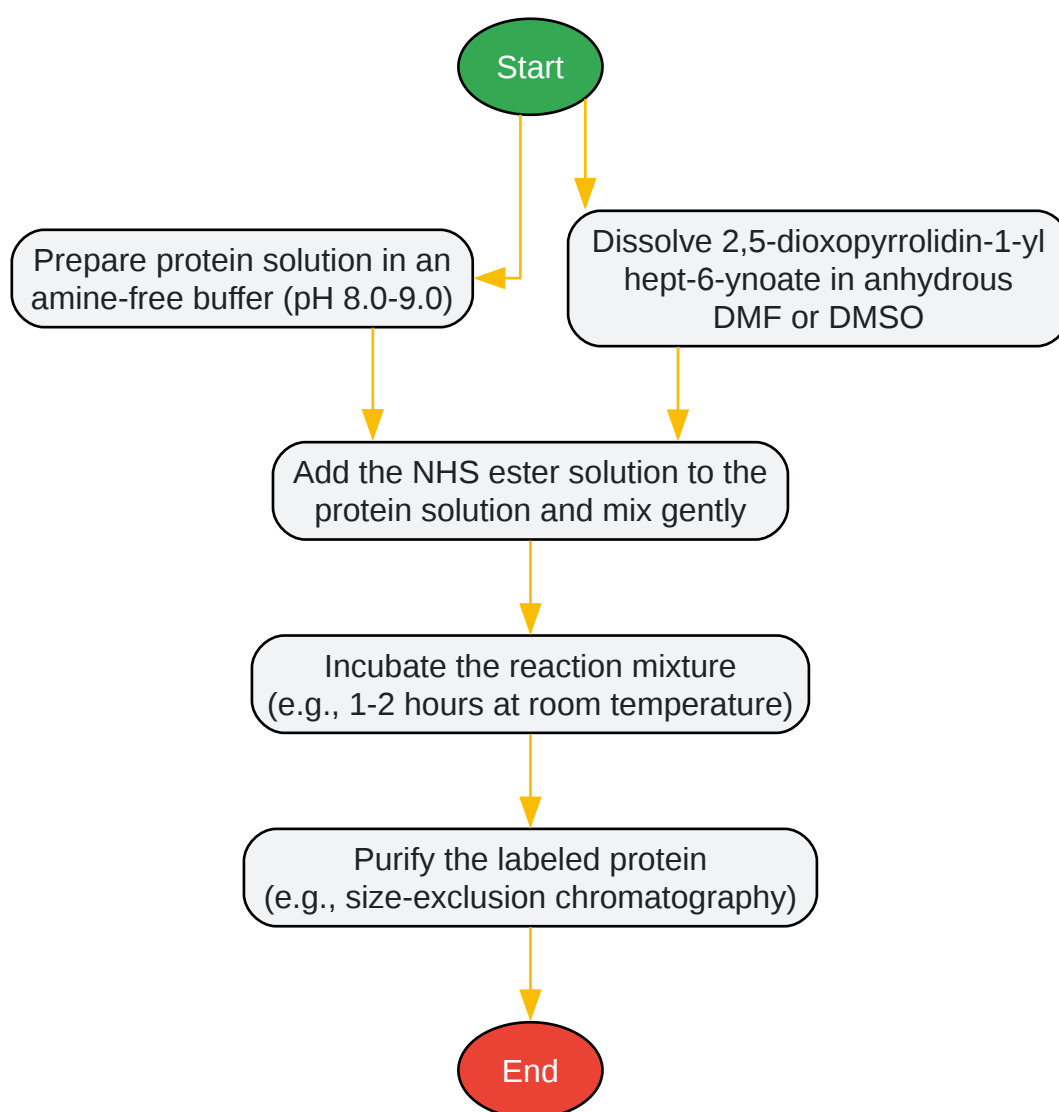 Start
Prepare protein solution in an
amine-free buffer (pH 8.0-9.0)
Dissolve 2,5-dioxopyrrolidin-1-yl
hept-6-ynoate in anhydrous
DMF or DMSO
Add the NHS ester solution to the
protein solution and mix gently
Incubate the reaction mixture
(e.g., 1-2 hours at room temperature)
Purify the labeled protein
(e.g., size-exclusion chromatography)
End